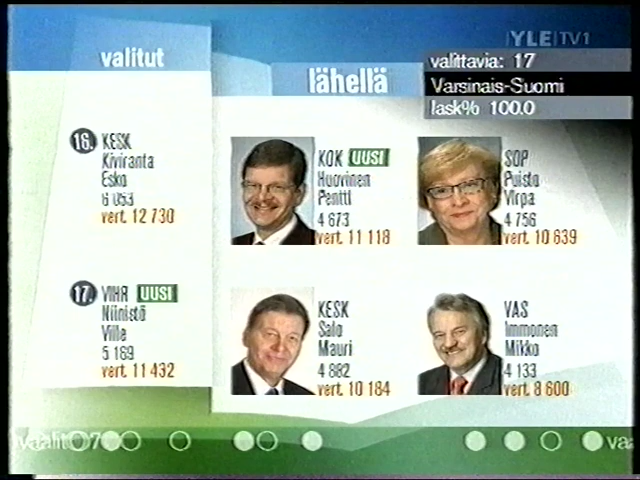 YLE TV1
valitut
lähellä
valittavia: 17
Varsinais-Suomi
lask% 100.0
16. KESK
Kiviranta
Esko
6 053
vert. 12 730
KOK UUSI
Huovinen
Pentti
4 673
vert. 11 118
SDP
Puisto
Virpa
4 756
vert. 10 639
17. VIHR UUSI
Niinistö
Ville
5 189
vert. 11 432
KESK
Salo
Mauri
4 882
vert. 10 184
VAS
Immonen
Mikko
4 133
vert. 8 600
vaalit07
vaa